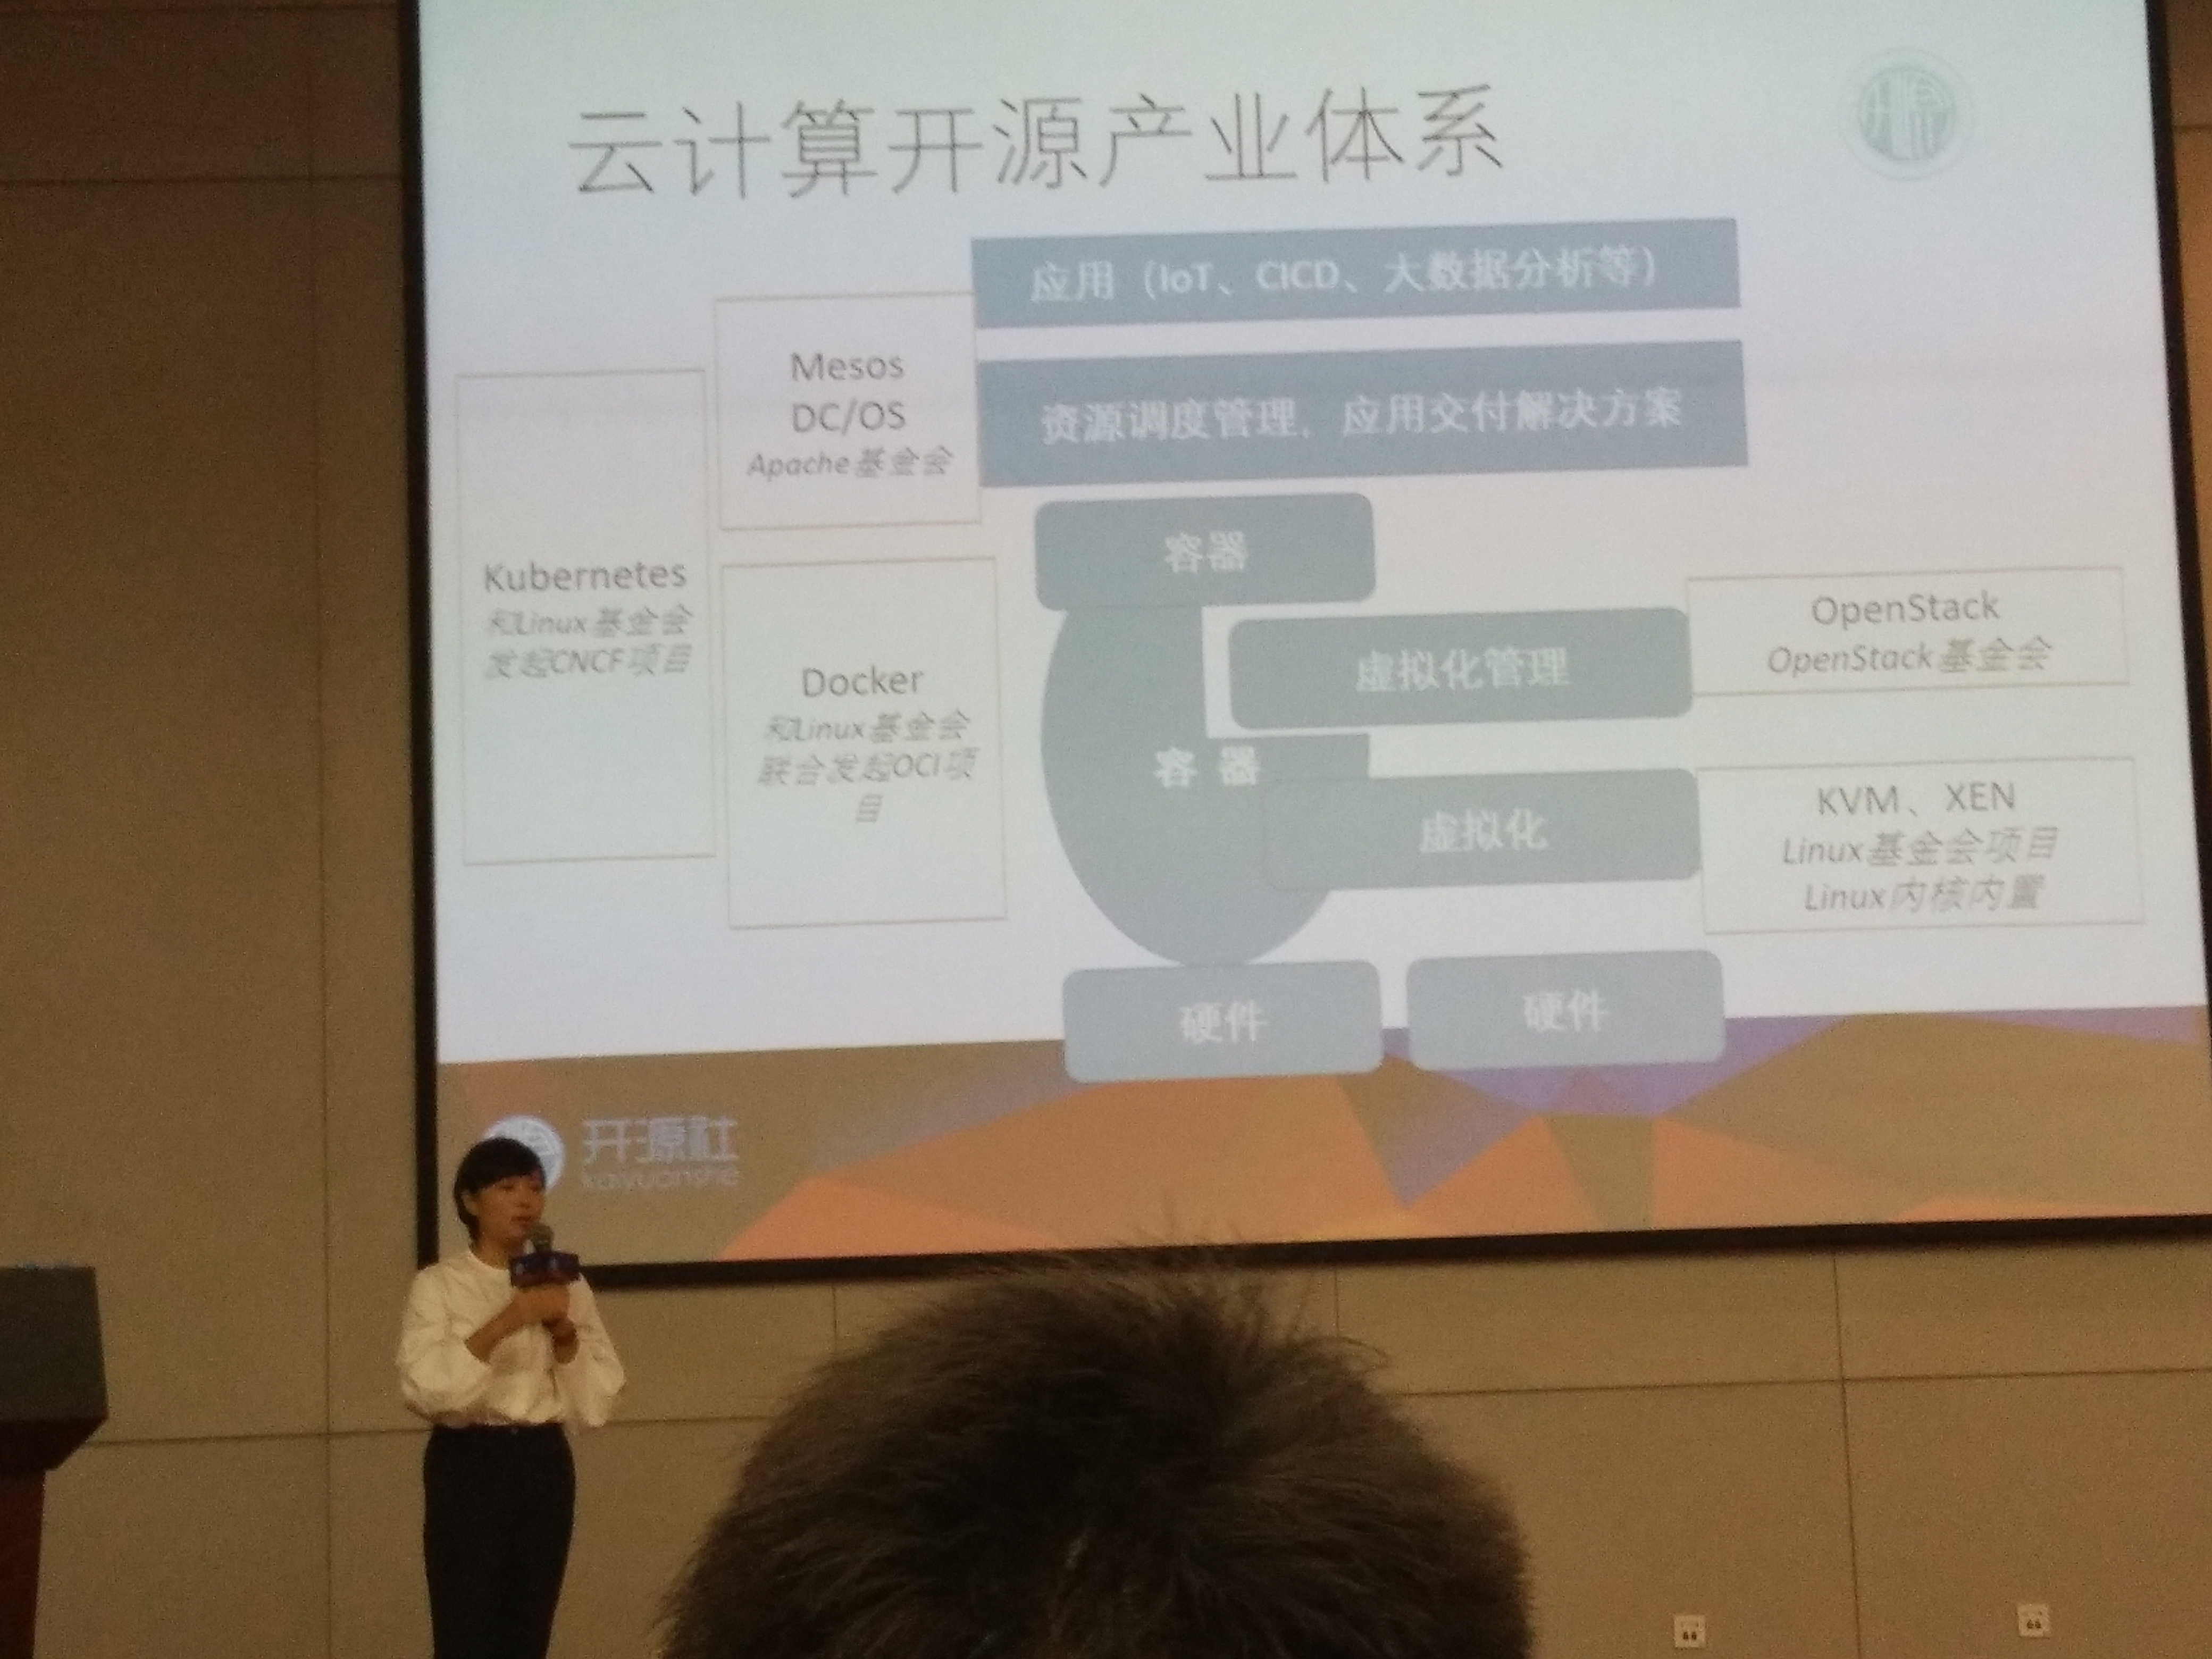 云计算开源产业体系
应用（IoT、CICD、大数据分析等）
Mesos
DC/OS
Apache基金会
资源调度管理，应用交付解决方案
Kubernetes
和Linux基金会
发起CNCF项目
Docker
和Linux基金会
联合发起OCI项
目
容器
虚拟化管理
OpenStack
OpenStack基金会
容 器
虚拟化
KVM、XEN
Linux基金会项目
Linux内核内置
硬件
硬件
开源社
kaiyuanshe